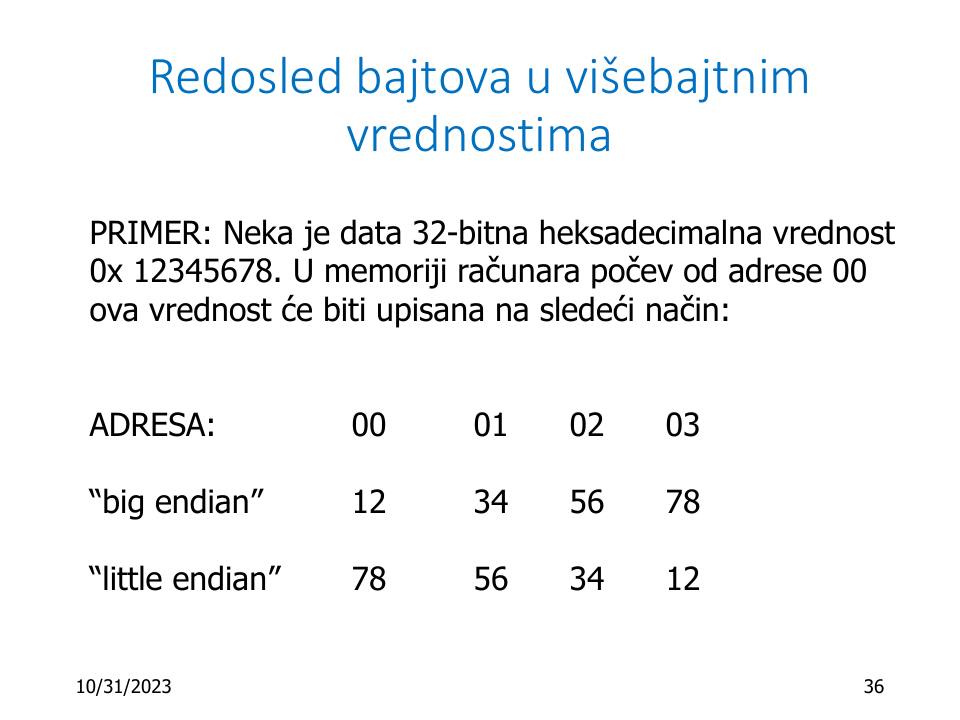 Redosled bajtova u višebajtnim
vrednostima
PRIMER: Neka je data 32-bitna heksadecimalna vrednost
0x 12345678. U memoriji računara počev od adrese 00
ova vrednost će biti upisana na sledeći način:
ADRESA: 00 01 02 03
“big endian” 12 34 56 78
“little endian” 78 56 34 12
10/31/2023 36